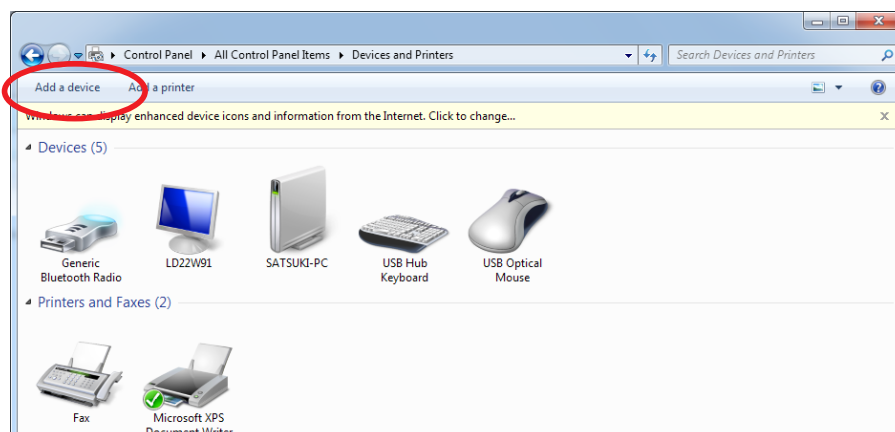 Control Panel ▸ All Control Panel Items ▸ Devices and Printers
Search Devices and Printers
Add a device
Add a printer
Windows can display enhanced device icons and information from the Internet. Click to change...
Devices (5)
Generic
Bluetooth Radio
LD22W91
SATSUKI-PC
USB Hub
Keyboard
USB Optical
Mouse
Printers and Faxes (2)
Fax
Microsoft XPS
Document Writer